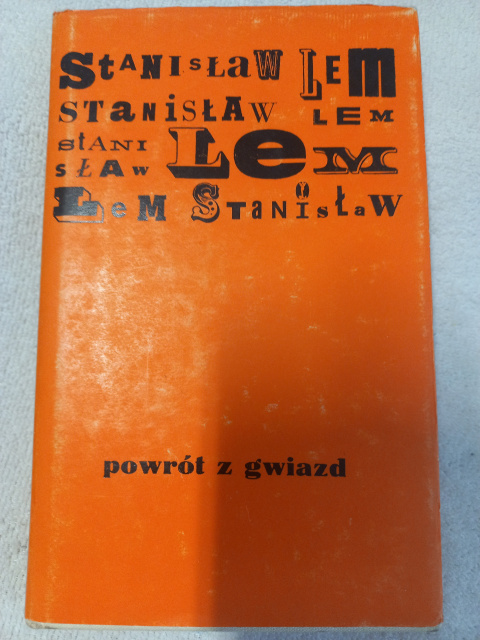 StANIsŁaW LEm
STanISŁAW LEM
StANI LeM
sŁAw
LeM STaNIsŁaW
powrót z gwiazd